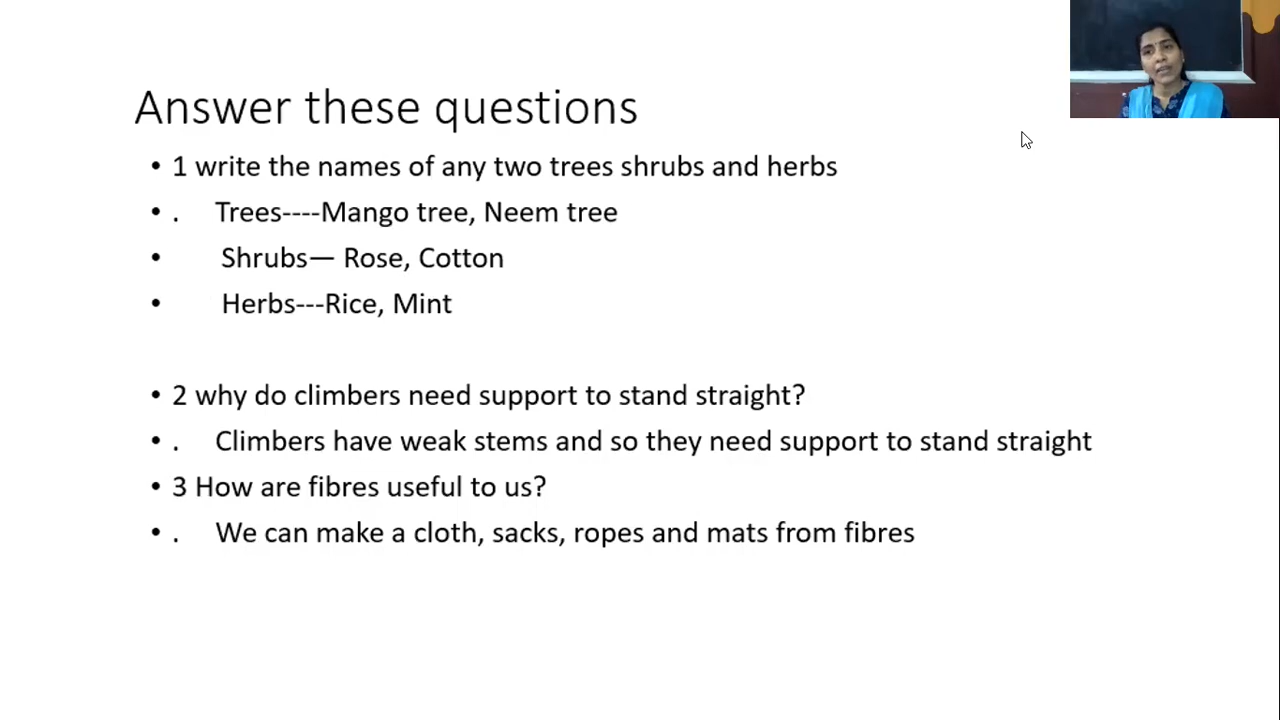 Answer these questions
• 1 write the names of any two trees shrubs and herbs
• . Trees----Mango tree, Neem tree
• Shrubs— Rose, Cotton
• Herbs---Rice, Mint
• 2 why do climbers need support to stand straight?
• . Climbers have weak stems and so they need support to stand straight
• 3 How are fibres useful to us?
• . We can make a cloth, sacks, ropes and mats from fibres